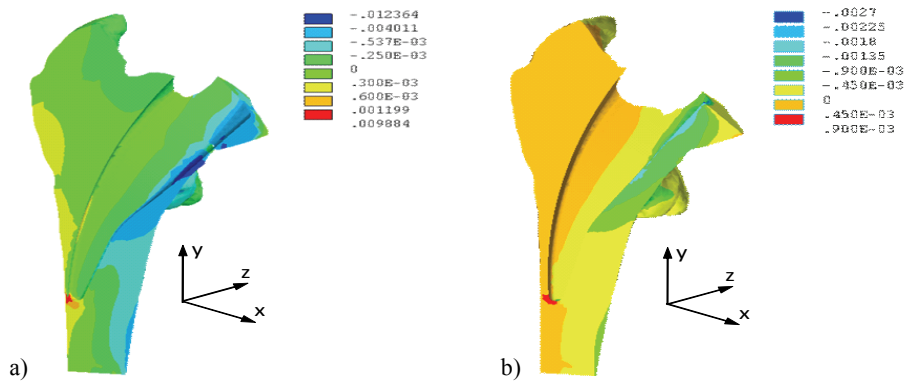 -.012364
-.004011
-.537E-03
-.250E-03
0
.300E-03
.600E-03
.001199
.009884
y
z
x
a)
-.0027
-.00225
-.0018
-.00135
-.900E-03
-.450E-03
0
.450E-03
.900E-03
y
z
x
b)